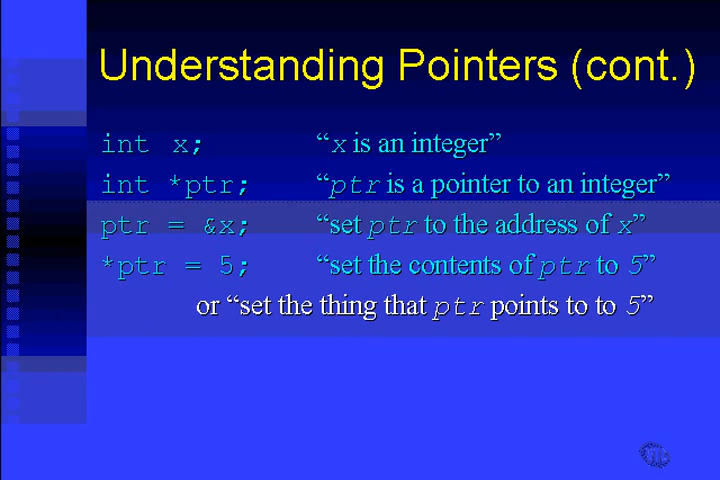 Understanding Pointers (cont.)
int x; “x is an integer”
int *ptr; “ptr is a pointer to an integer”
ptr = &x; “set ptr to the address of x”
*ptr = 5; “set the contents of ptr to 5”
or “set the thing that ptr points to to 5”